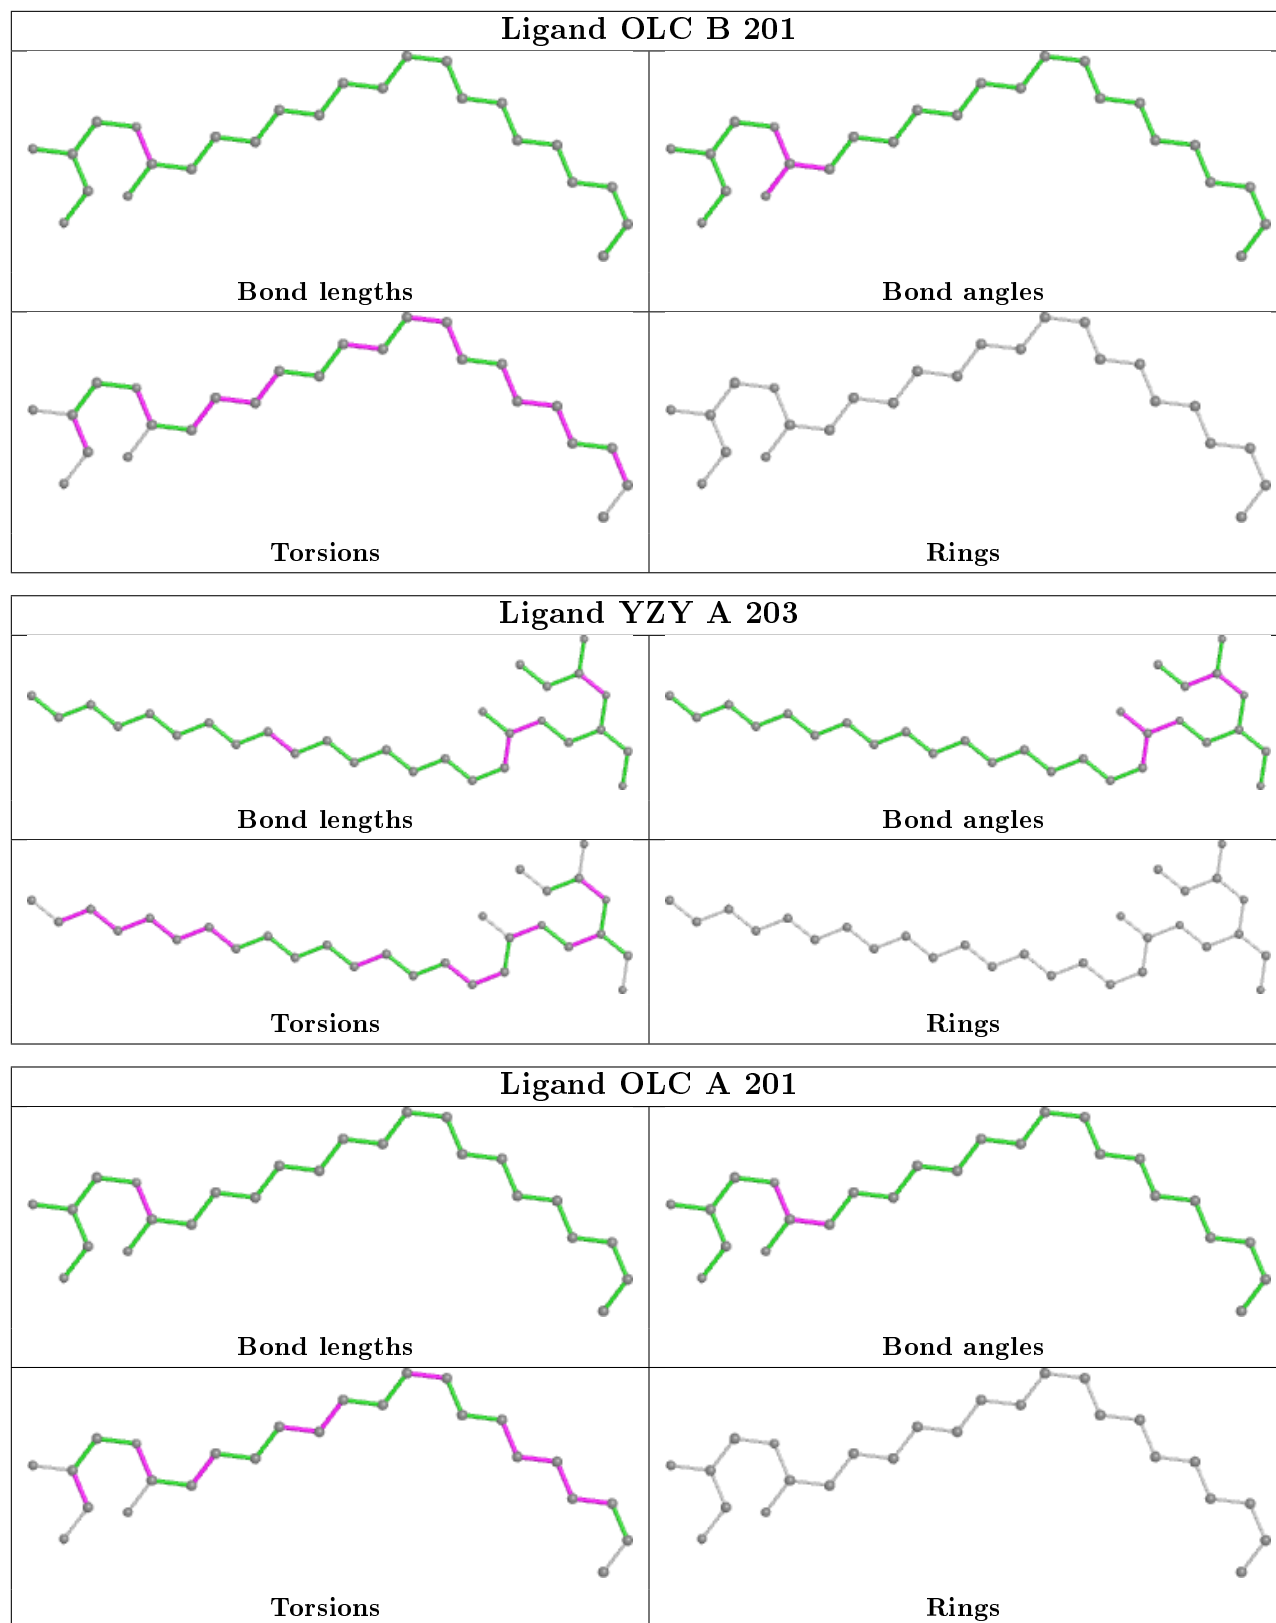 Ligand OLC B 201
Bond lengths
Bond angles
Torsions
Rings
Ligand YZY A 203
Bond lengths
Bond angles
Torsions
Rings
Ligand OLC A 201
Bond lengths
Bond angles
Torsions
Rings